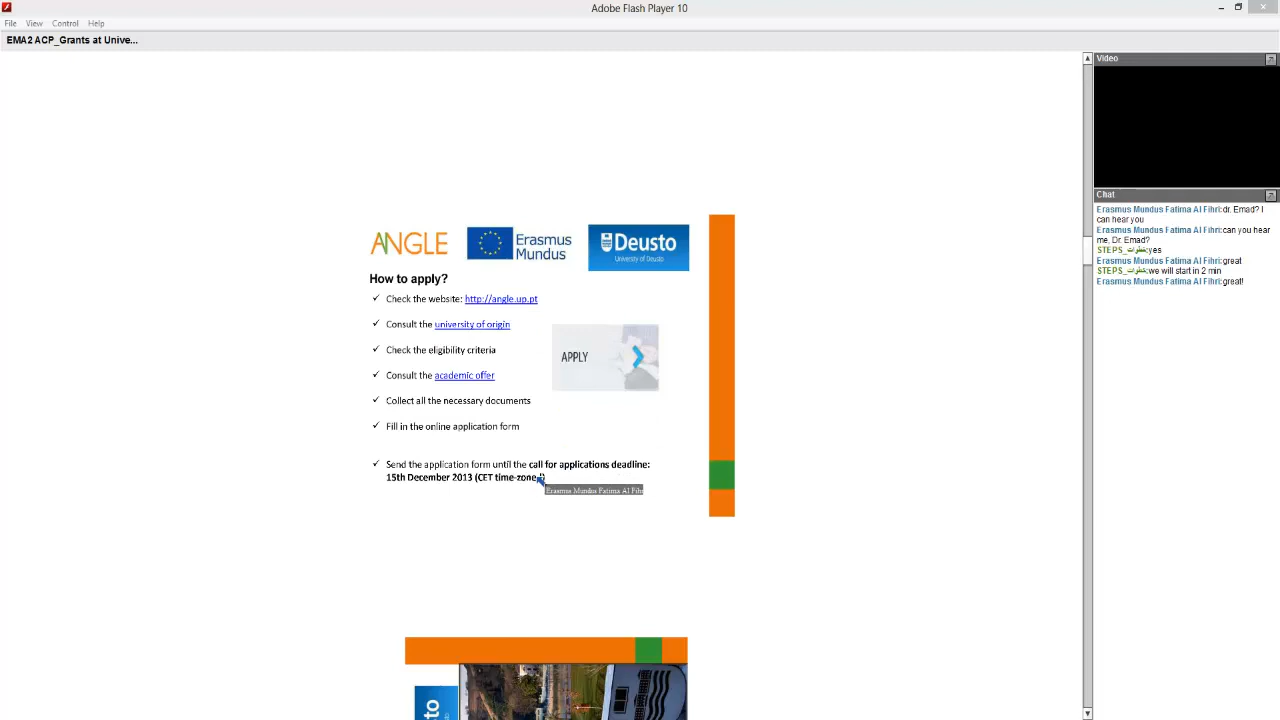 Adobe Flash Player 10
File View Control Help
EMA2 ACP_Grants at Unive...
Video
Chat
Erasmus Mundus Fatima Al Fihri: dr. Emad? I
can hear you
Erasmus Mundus Fatima Al Fihri: can you hear
me, Dr. Emad?
STEPS_خطوات: yes
Erasmus Mundus Fatima Al Fihri: great
STEPS_خطوات: we will start in 2 min
Erasmus Mundus Fatima Al Fihri: great!
ANGLE
Erasmus
Mundus
Deusto
University of Deusto
How to apply?
✓ Check the website: http://angle.up.pt
✓ Consult the university of origin
✓ Check the eligibility criteria
✓ Consult the academic offer
✓ Collect all the necessary documents
✓ Fill in the online application form
APPLY
✓ Send the application form until the call for applications deadline:
15th December 2013 (CET time-zone
Erasmus Mundus Fatima Al Fihri